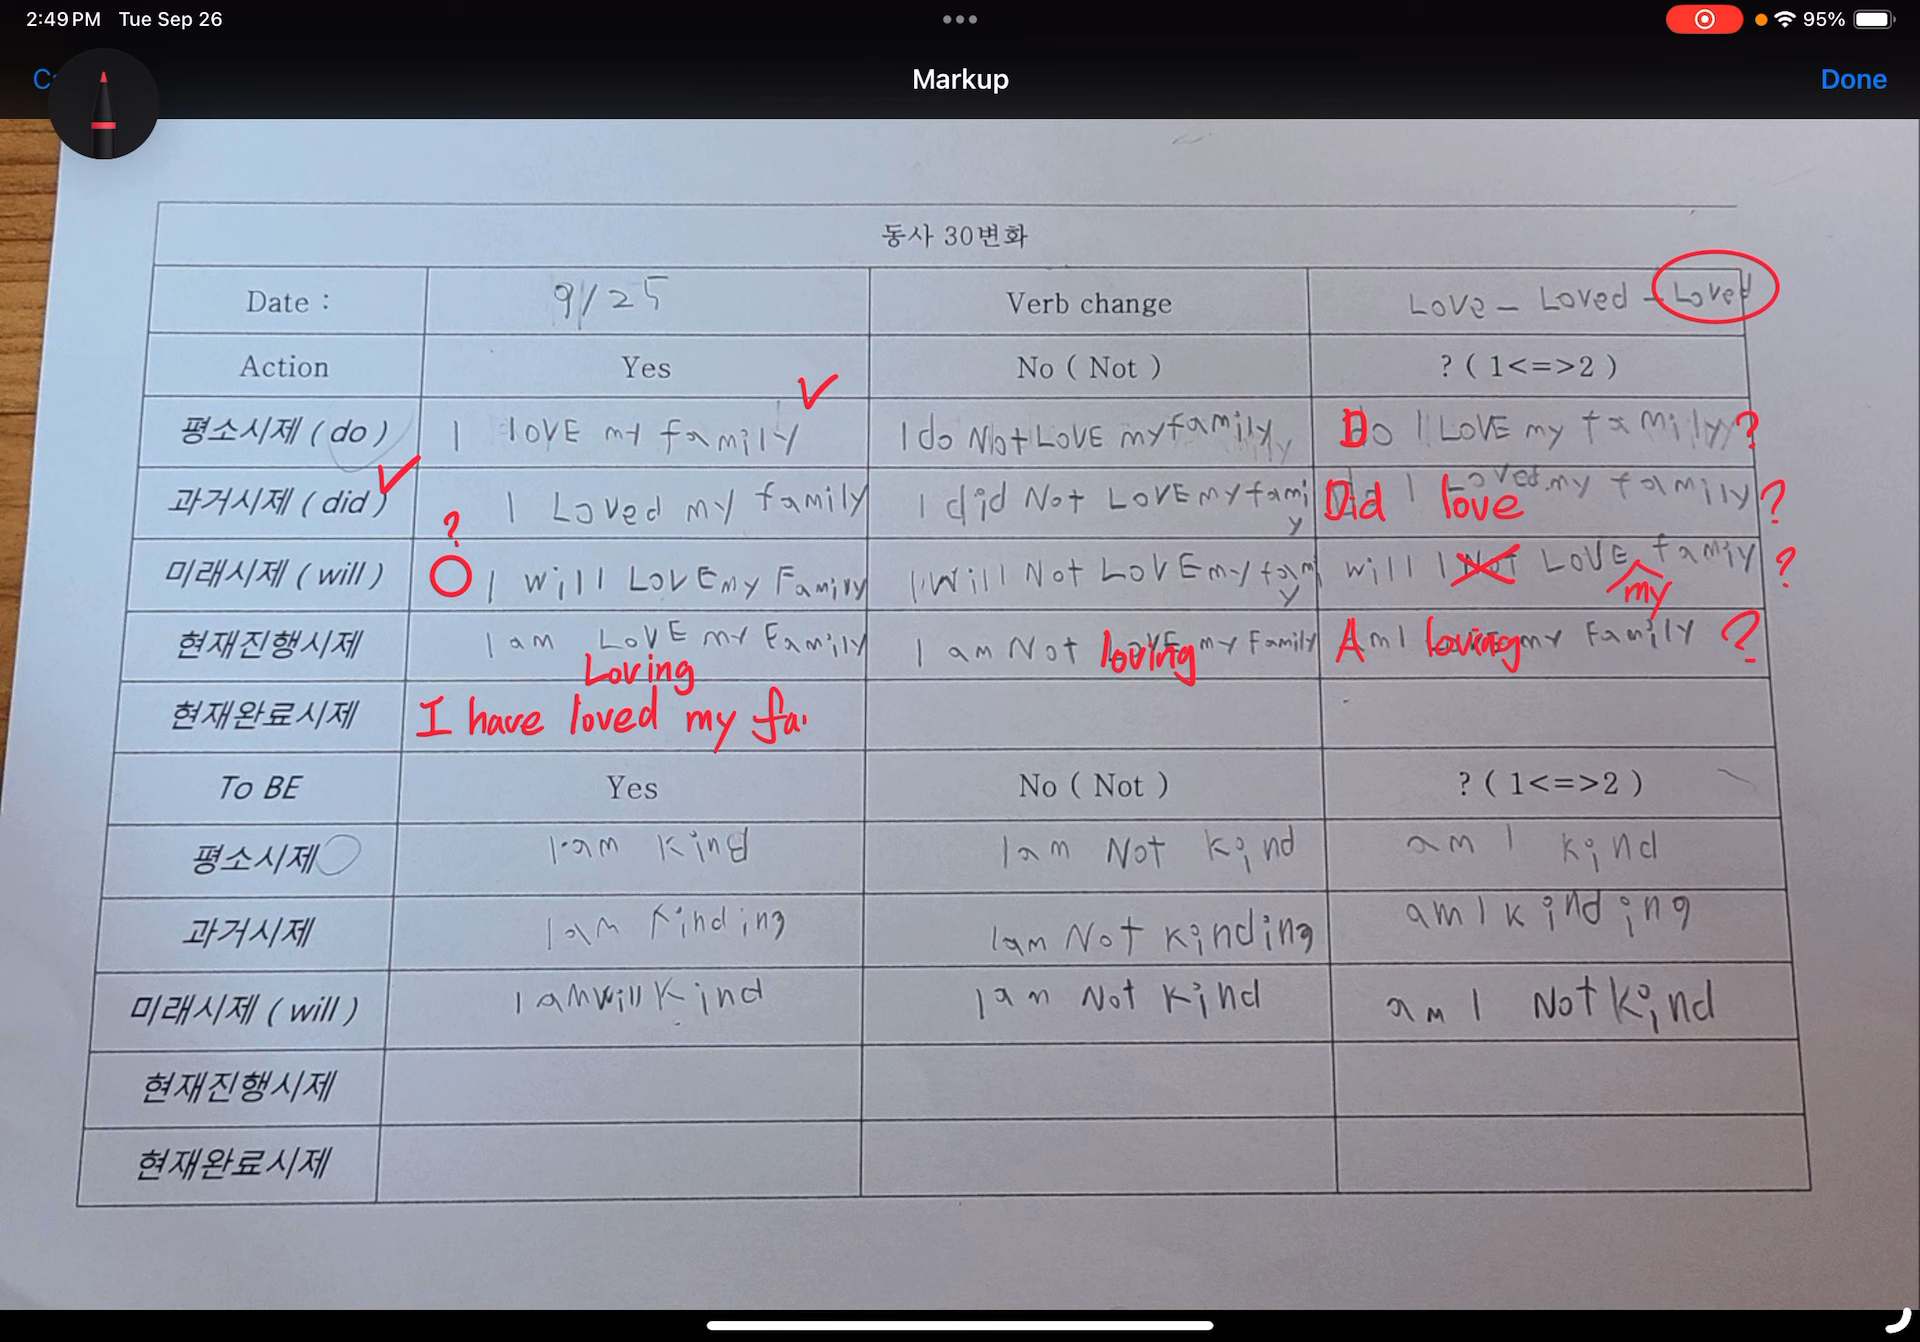 2:49 PM Tue Sep 26
95%
Markup
Done
동사 30변화
Date : 9/25 Verb change Love - Loved - Loved
Action Yes No ( Not ) ? ( 1<=>2 )
평소시제 ( do ) I love my family I do Not Love my family Do I Love my family ?
과거시제 ( did ) I Loved my family I did Not Love my famiy Did I Loved my family ?
love
?
미래시제 ( will ) I will Love my Famiry I Will Not Love my famiy will I Not Love famiy ?
my
현재진행시제 I am Love my Family I am Not loving my Family Am I loving my Family ?
Loving
현재완료시제 I have loved my fa
To BE Yes No ( Not ) ? ( 1<=>2 )
평소시제 I am kind I am Not kind am I kind
과거시제 I am kinding I am Not kinding am I kinding
미래시제 ( will ) I am will kind I am Not kind am I Not kind
현재진행시제
현재완료시제